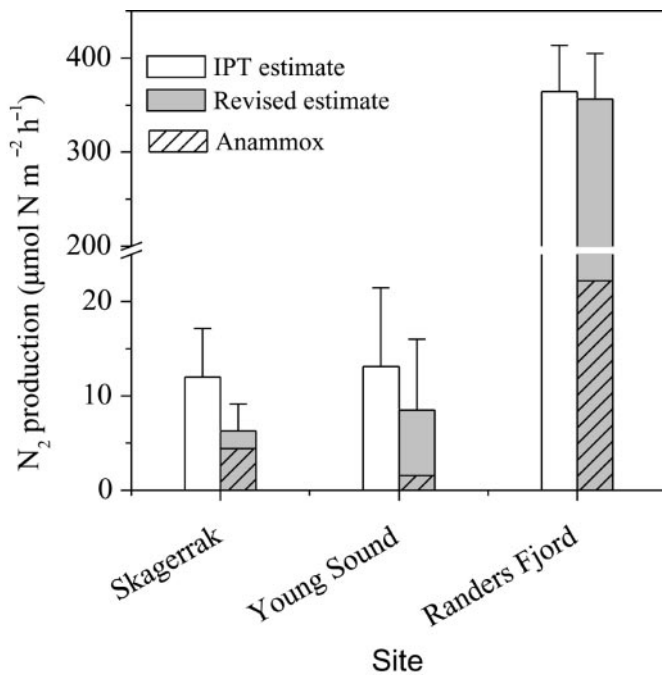 N₂ production (µmol N m⁻² h⁻¹)
400
300
200
20
10
0
IPT estimate
Revised estimate
Anammox
Skagerrak
Young Sound
Randers Fjord
Site